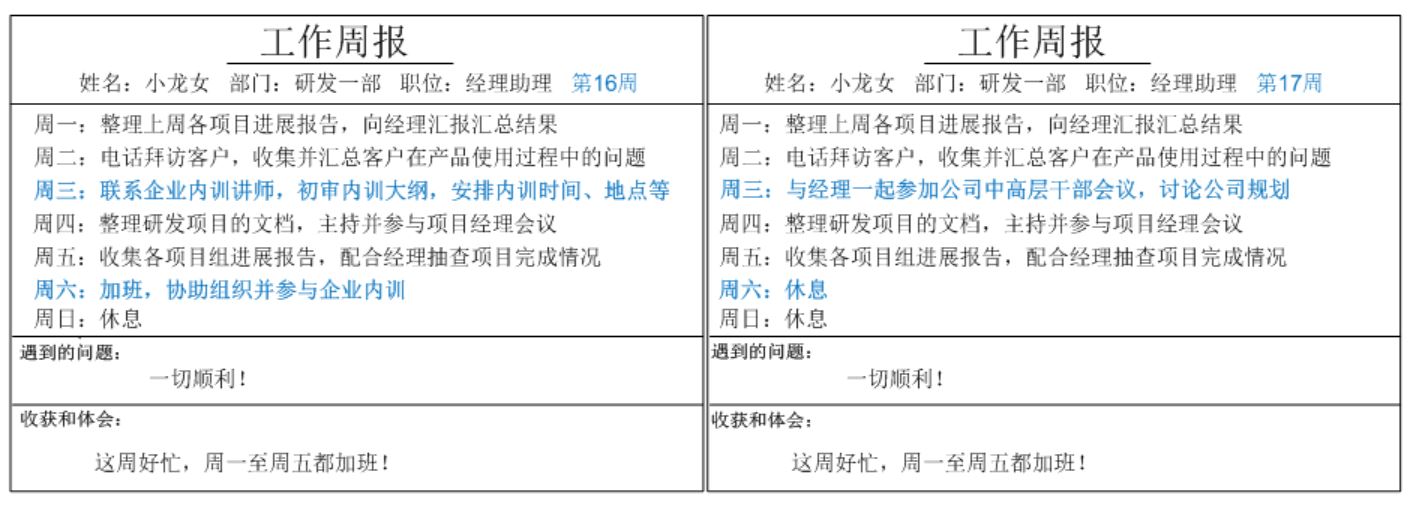 工作周报
姓名：小龙女 部门：研发一部 职位：经理助理 第16周
周一：整理上周各项目进展报告，向经理汇报汇总结果
周二：电话拜访客户，收集并汇总客户在产品使用过程中的问题
周三：联系企业内训讲师，初审内训大纲，安排内训时间、地点等
周四：整理研发项目的文档，主持并参与项目经理会议
周五：收集各项目组进展报告，配合经理抽查项目完成情况
周六：加班，协助组织并参与企业内训
周日：休息
遇到的问题：
一切顺利！
收获和体会：
这周好忙，周一至周五都加班！
工作周报
姓名：小龙女 部门：研发一部 职位：经理助理 第17周
周一：整理上周各项目进展报告，向经理汇报汇总结果
周二：电话拜访客户，收集并汇总客户在产品使用过程中的问题
周三：与经理一起参加公司中高层干部会议，讨论公司规划
周四：整理研发项目的文档，主持并参与项目经理会议
周五：收集各项目组进展报告，配合经理抽查项目完成情况
周六：休息
周日：休息
遇到的问题：
一切顺利！
收获和体会：
这周好忙，周一至周五都加班！